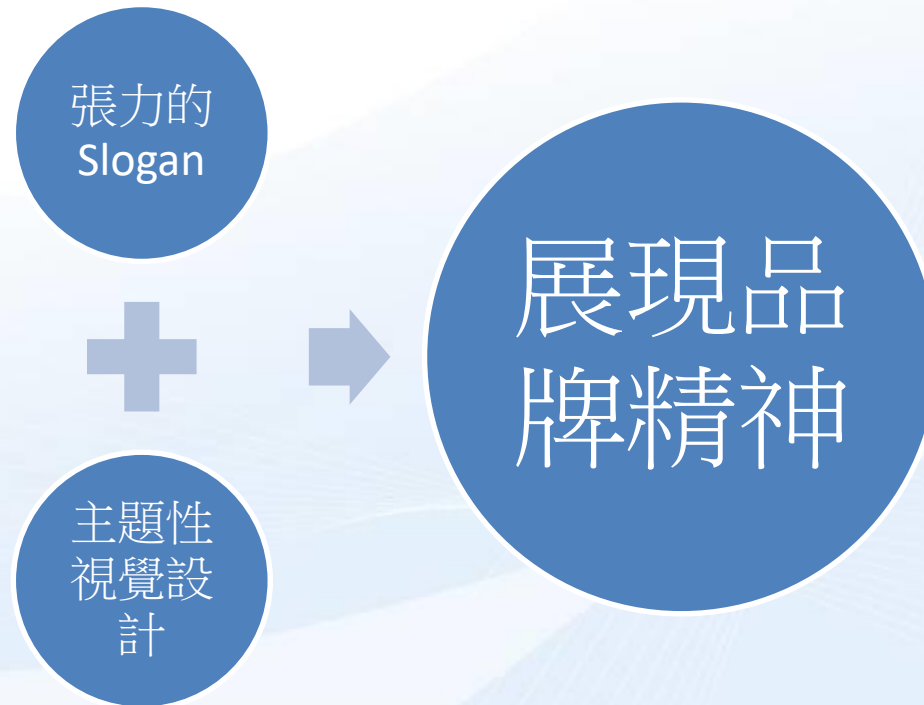 張力的
Slogan
主題性
視覺設
計
展現品
牌精神